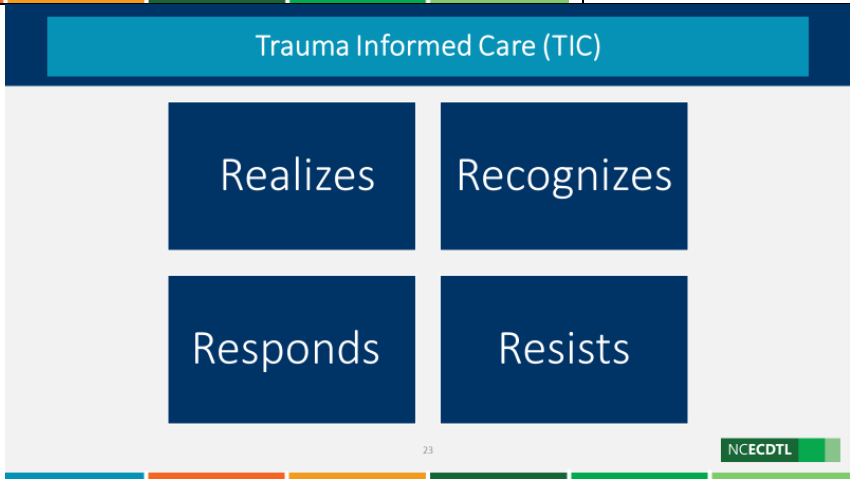 Trauma Informed Care (TIC)
Realizes
Recognizes
Responds
Resists
23
NCECDTL